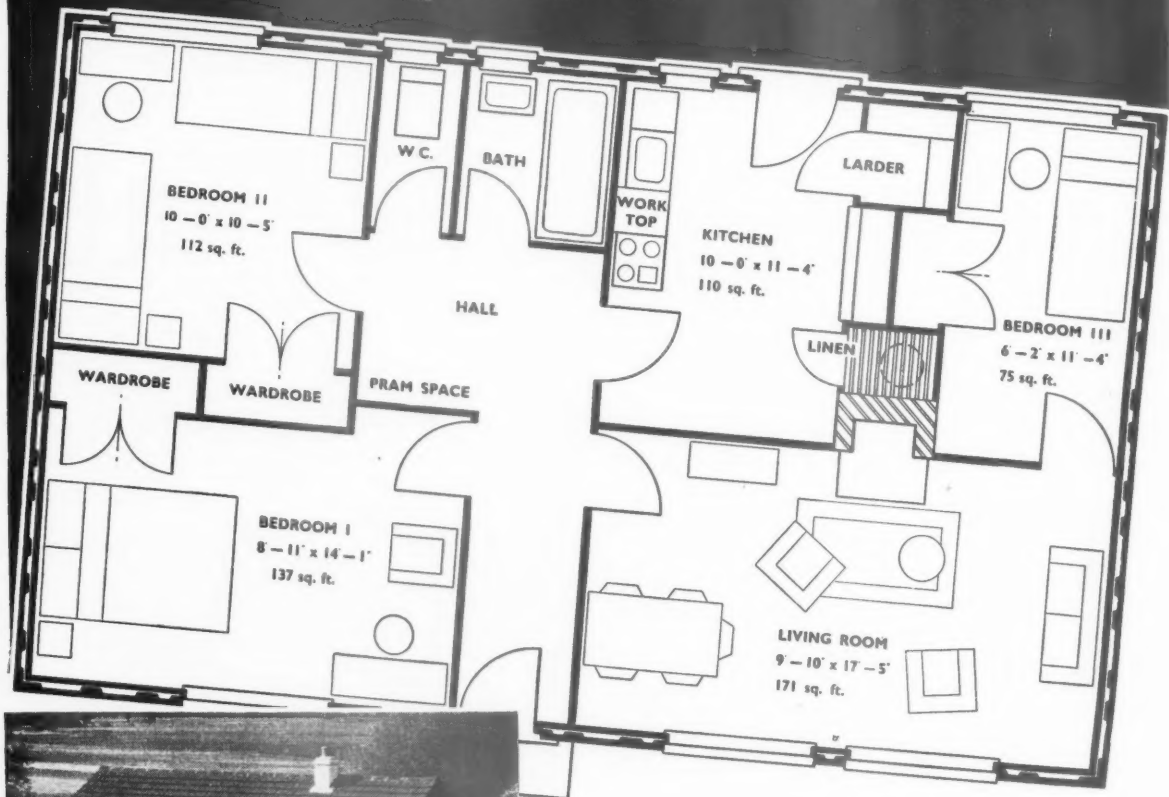 W C.
BATH
LARDER
BEDROOM II
10 — 0" x 10 — 5"
112 sq. ft.
WORK
TOP
KITCHEN
10 — 0" x 11 — 4"
110 sq. ft.
HALL
BEDROOM III
6' — 2" x 11' — 4"
75 sq. ft.
LINEN
WARDROBE
WARDROBE
PRAM SPACE
BEDROOM I
8' — 11" x 14' — 1"
137 sq. ft.
LIVING ROOM
9' — 10" x 17' — 5"
171 sq. ft.